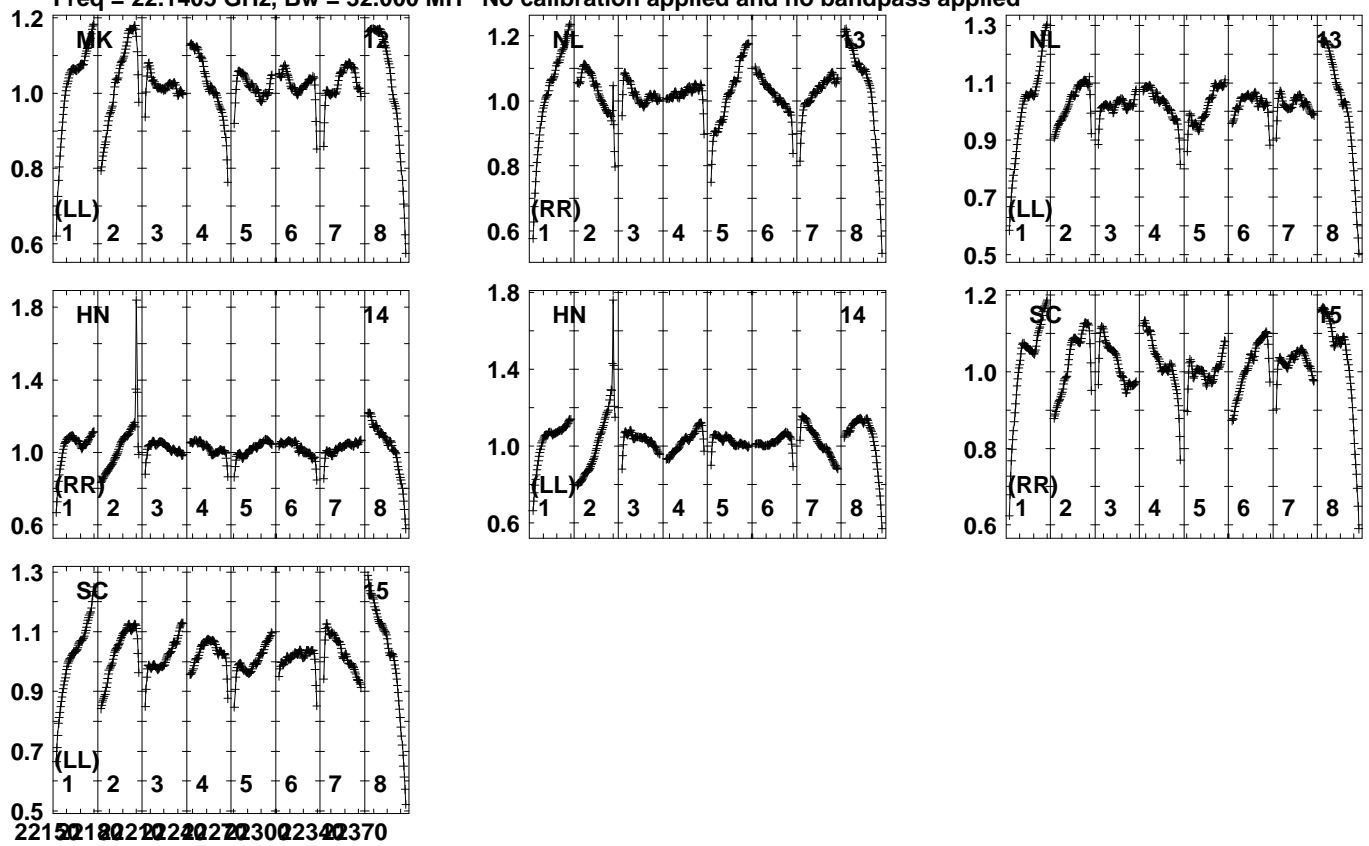 Freq = 22.1405 GHz, Bw = 32.000 MH No calibration applied and no bandpass applied
1.2 MK 12
1.0
0.8
(LL)
0.6 1 2 3 4 5 6 7 8
1.2 NL 13
1.0
0.8
(RR)
0.6 1 2 3 4 5 6 7 8
1.3 NL 13
1.1
0.9
0.7 (LL)
1 2 3 4 5 6 7 8
0.5
1.8 HN 14
1.4
1.0
(RR)
0.6 1 2 3 4 5 6 7 8
1.8 HN 14
1.4
1.0
(LL)
0.6 1 2 3 4 5 6 7 8
1.2 SC 15
1.0
0.8
(RR)
0.6 1 2 3 4 5 6 7 8
1.3 SC 15
1.1
0.9
0.7 (LL)
1 2 3 4 5 6 7 8
0.5
22150 22180 22210 22240 22270 22300 22340 22370